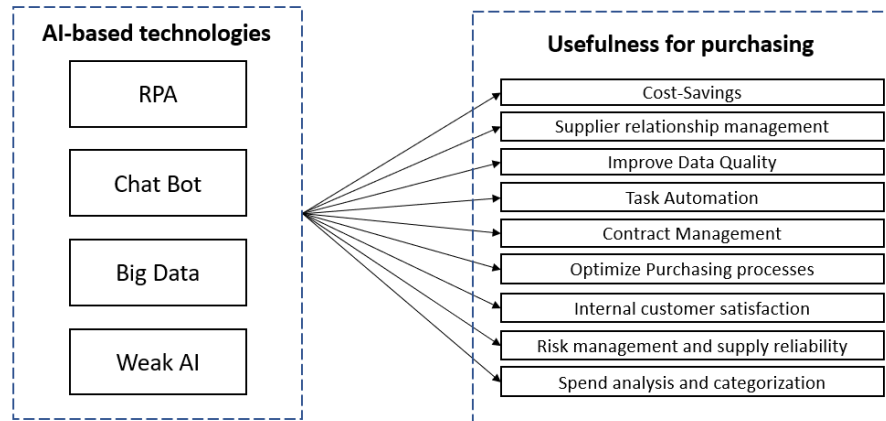 AI-based technologies
RPA
Chat Bot
Big Data
Weak AI
Usefulness for purchasing
Cost-Savings
Supplier relationship management
Improve Data Quality
Task Automation
Contract Management
Optimize Purchasing processes
Internal customer satisfaction
Risk management and supply reliability
Spend analysis and categorization